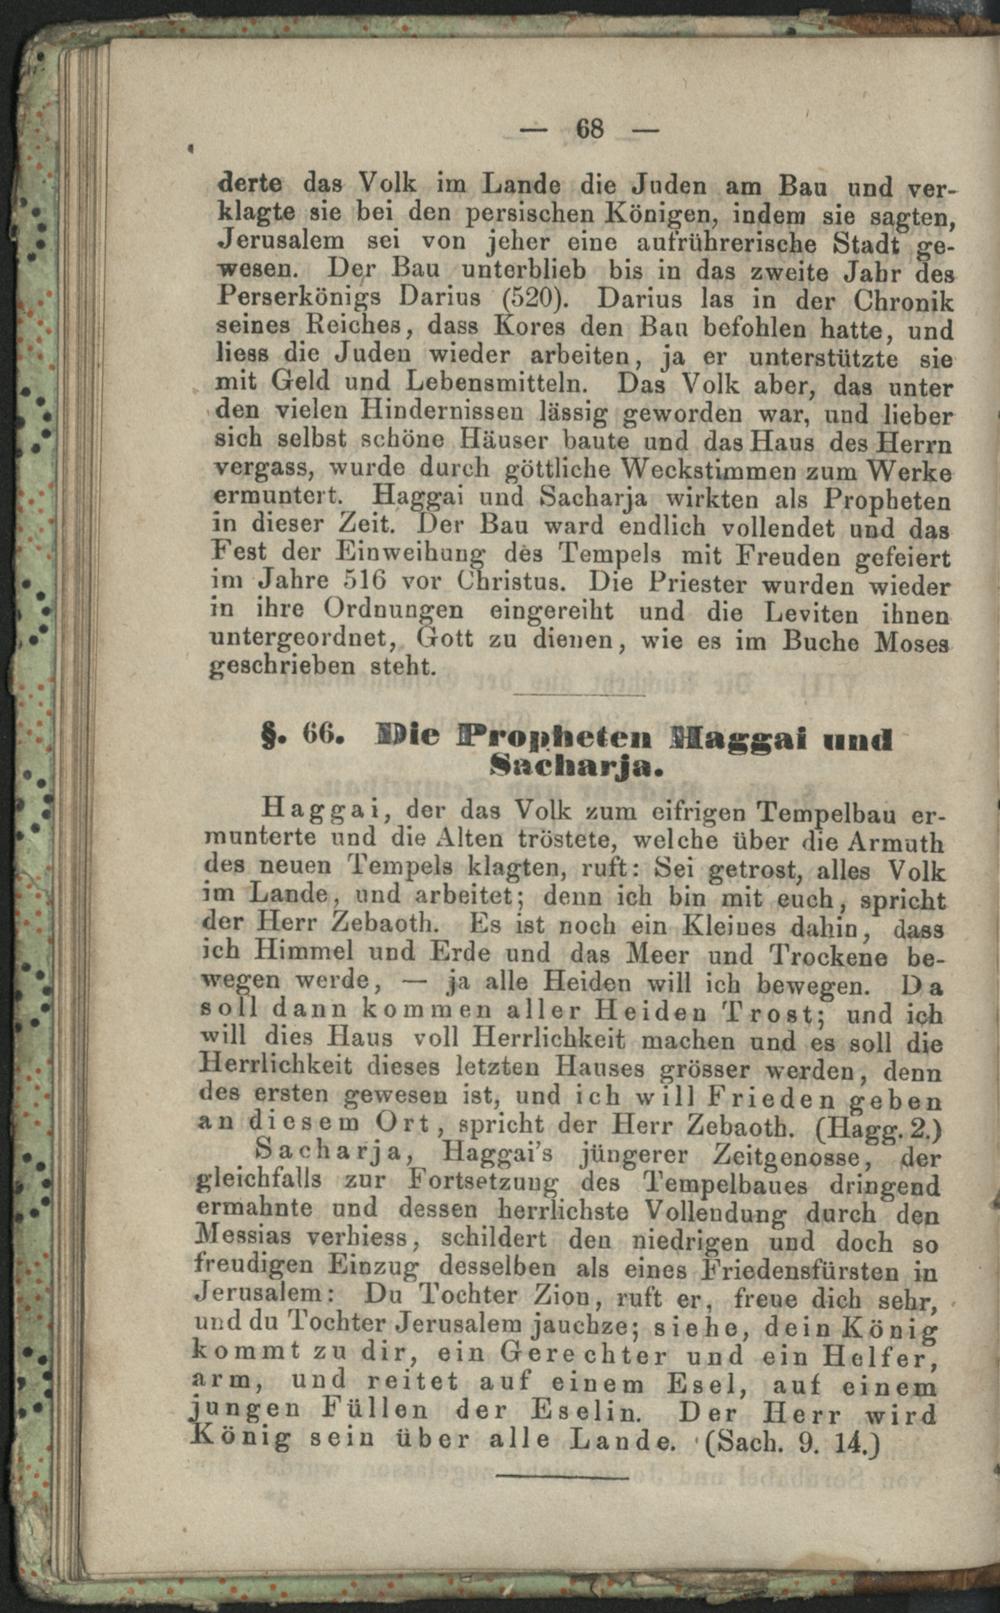 — 68 —
derte das Volk im Lande die Juden am Bau und ver-
klagte sie bei den persischen Königen, indem sie sagten,
Jerusalem sei von jeher eine aufrührerische Stadt ge-
wesen. Der Bau unterblieb bis in das zweite Jahr des
Perserkönigs Darius (520). Darius las in der Chronik
seines Reiches, dass Kores den Bau befohlen hatte, und
liess die Juden wieder arbeiten, ja er unterstützte sie
mit Geld und Lebensmitteln. Das Volk aber, das unter
den vielen Hindernissen lässig geworden war, und lieber
sich selbst schöne Häuser baute und das Haus des Herrn
vergass, wurde durch göttliche Weckstimmen zum Werke
ermuntert. Haggai und Sacharja wirkten als Propheten
in dieser Zeit. Der Bau ward endlich vollendet und das
Fest der Einweihung des Tempels mit Freuden gefeiert
im Jahre 516 vor Christus. Die Priester wurden wieder
in ihre Ordnungen eingereiht und die Leviten ihnen
untergeordnet, Gott zu dienen, wie es im Buche Moses
geschrieben steht.
§. 66. Die Propheten Haggai und
Sacharja.
Haggai, der das Volk zum eifrigen Tempelbau er-
munterte und die Alten tröstete, welche über die Armuth
des neuen Tempels klagten, ruft: Sei getrost, alles Volk
im Lande, und arbeitet; denn ich bin mit euch, spricht
der Herr Zebaoth. Es ist noch ein Kleines dahin, dass
ich Himmel und Erde und das Meer und Trockene be-
wegen werde, — ja alle Heiden will ich bewegen. Da
soll dann kommen aller Heiden Trost; und ich
will dies Haus voll Herrlichkeit machen und es soll die
Herrlichkeit dieses letzten Hauses grösser werden, denn
des ersten gewesen ist, und ich will Frieden geben
an diesem Ort, spricht der Herr Zebaoth. (Hagg. 2.)
Sacharja, Haggai's jüngerer Zeitgenosse, der
gleichfalls zur Fortsetzung des Tempelbaues dringend
ermahnte und dessen herrlichste Vollendung durch den
Messias verhiess, schildert den niedrigen und doch so
freudigen Einzug desselben als eines Friedensfürsten in
Jerusalem: Du Tochter Zion, ruft er, freue dich sehr,
und du Tochter Jerusalem jauchze; siehe, dein König
kommt zu dir, ein Gerechter und ein Helfer,
arm, und reitet auf einem Esel, auf einem
jungen Füllen der Eselin. Der Herr wird
König sein über alle Lande. (Sach. 9. 14.)